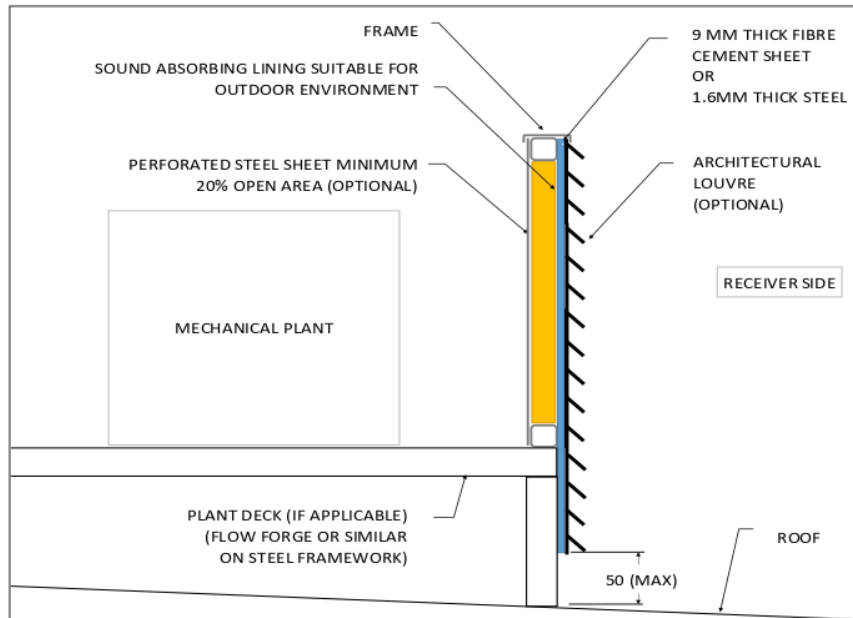 FRAME
9 MM THICK FIBRE
CEMENT SHEET
OR
1.6MM THICK STEEL
SOUND ABSORBING LINING SUITABLE FOR
OUTDOOR ENVIRONMENT
PERFORATED STEEL SHEET MINIMUM
20% OPEN AREA (OPTIONAL)
ARCHITECTURAL
LOUVRE
(OPTIONAL)
RECEIVER SIDE
MECHANICAL PLANT
PLANT DECK (IF APPLICABLE)
(FLOW FORGE OR SIMILAR
ON STEEL FRAMEWORK)
ROOF
50 (MAX)